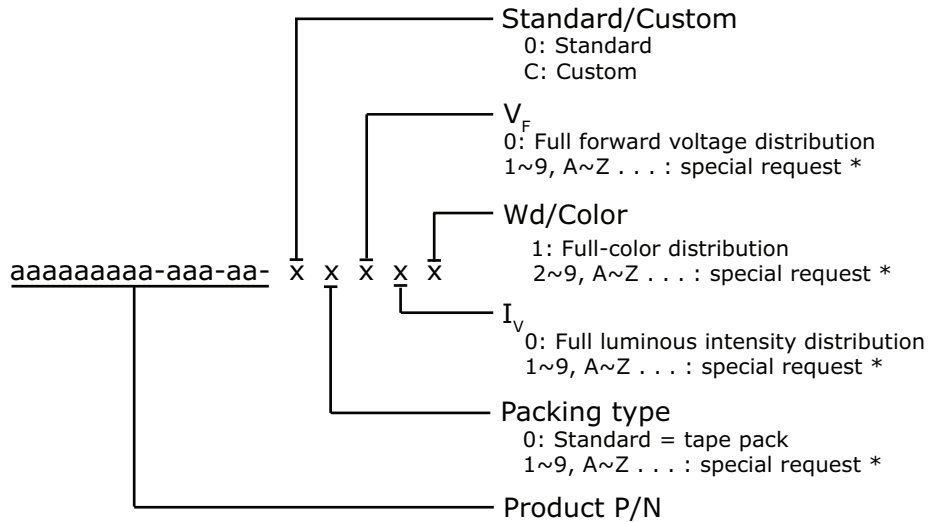 Standard/Custom
0: Standard
C: Custom
VF
0: Full forward voltage distribution
1~9, A~Z . . . : special request *
Wd/Color
1: Full-color distribution
2~9, A~Z . . . : special request *
aaaaaaaaa-aaa-aa- x x x x x
IV
0: Full luminous intensity distribution
1~9, A~Z . . . : special request *
Packing type
0: Standard = tape pack
1~9, A~Z . . . : special request *
Product P/N